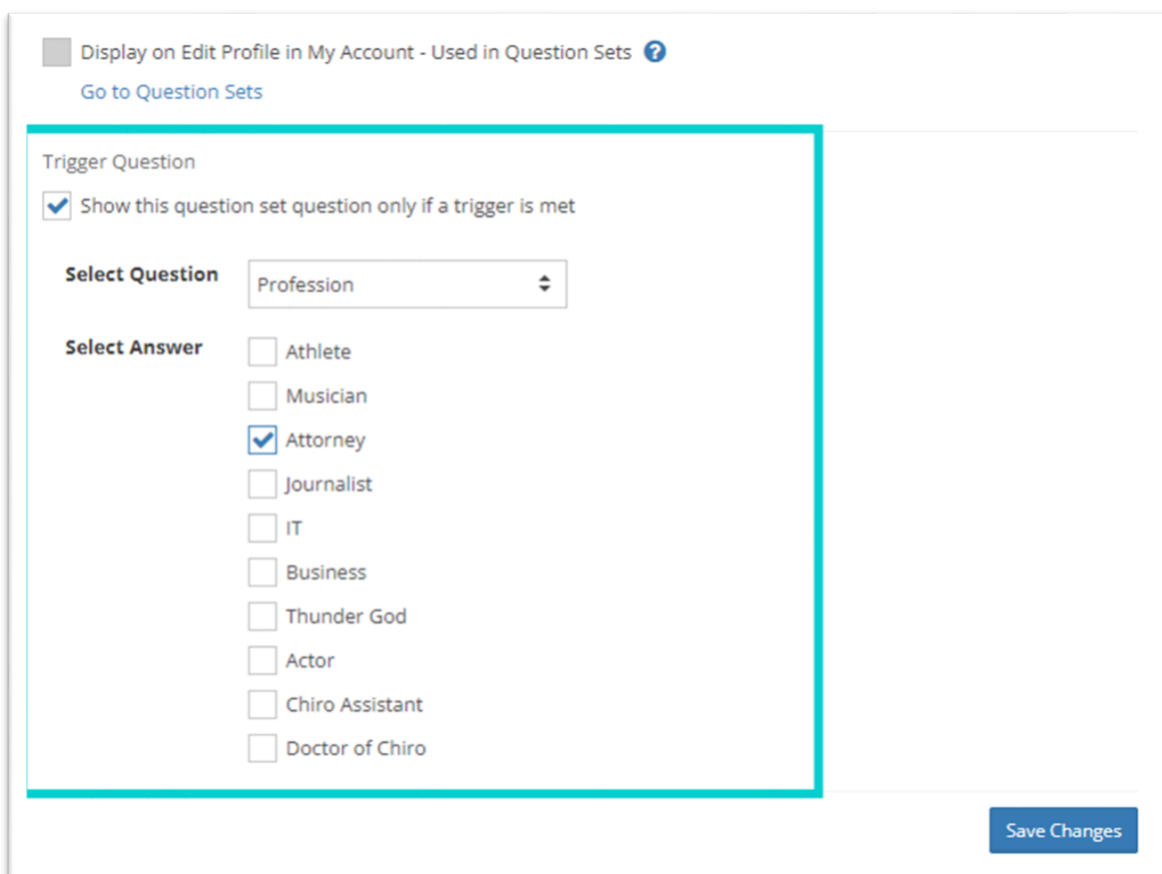 Display on Edit Profile in My Account - Used in Question Sets ?
Go to Question Sets
Trigger Question
Show this question set question only if a trigger is met
Select Question Profession
Select Answer Athlete
Musician
Attorney
Journalist
IT
Business
Thunder God
Actor
Chiro Assistant
Doctor of Chiro
Save Changes